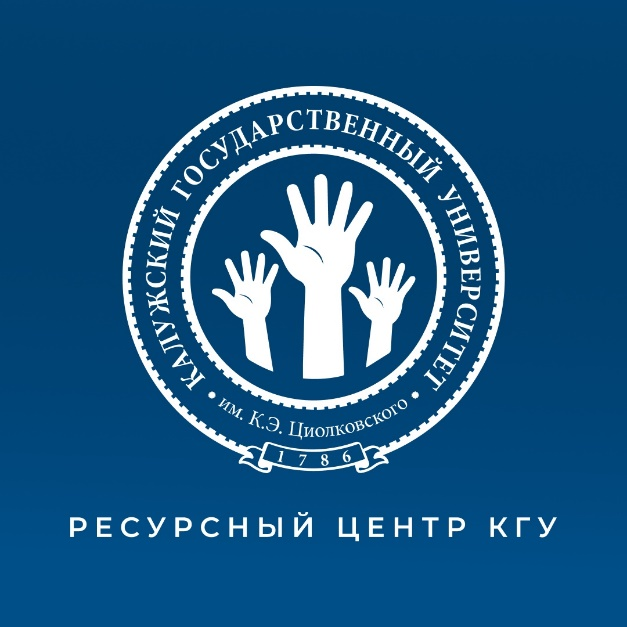 КАЛУЖСКИЙ ГОСУДАРСТВЕННЫЙ УНИВЕРСИТЕТ
• им. К.Э. Циолковского •
1786
РЕСУРСНЫЙ ЦЕНТР КГУ